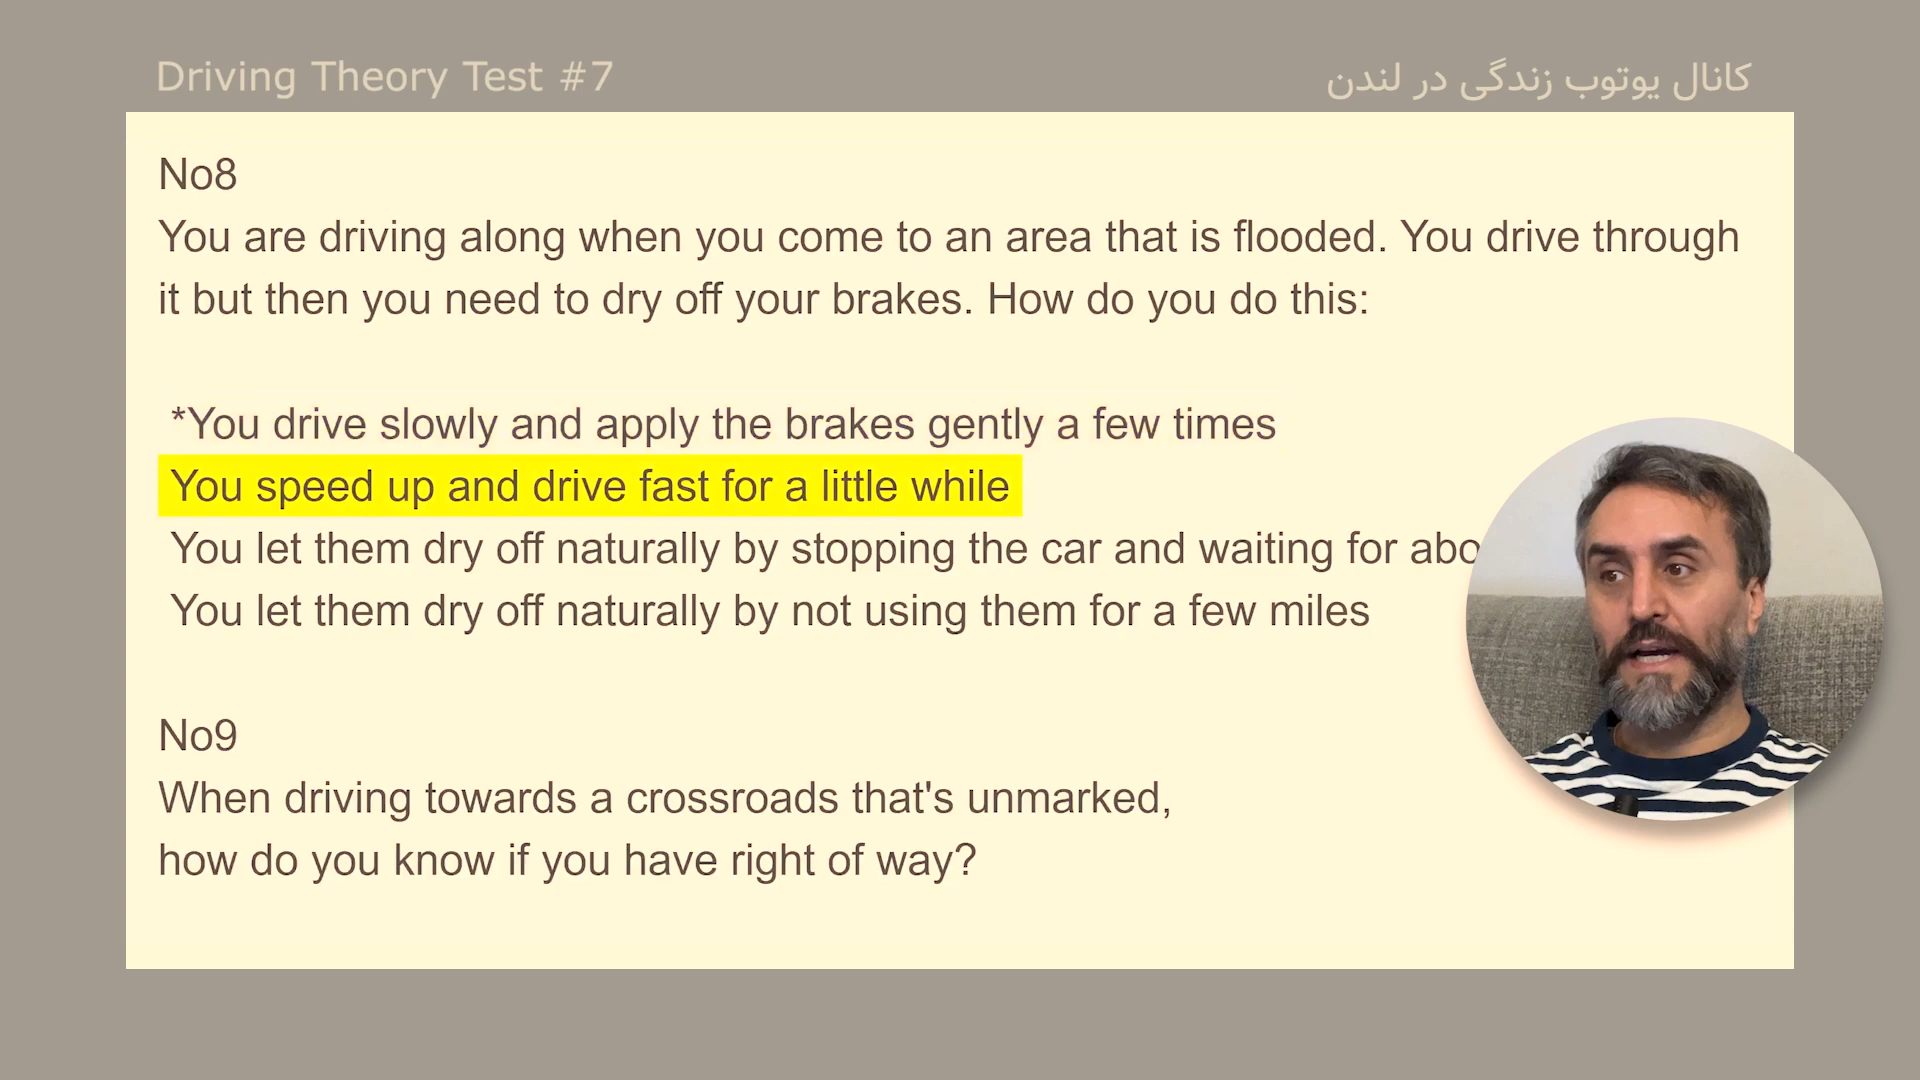 Driving Theory Test #7
کانال یوتوب زندگی در لندن
No8
You are driving along when you come to an area that is flooded. You drive through
it but then you need to dry off your brakes. How do you do this:
*You drive slowly and apply the brakes gently a few times
You speed up and drive fast for a little while
You let them dry off naturally by stopping the car and waiting for
You let them dry off naturally by not using them for a few miles
No9
When driving towards a crossroads that's unmarked,
how do you know if you have right of way?